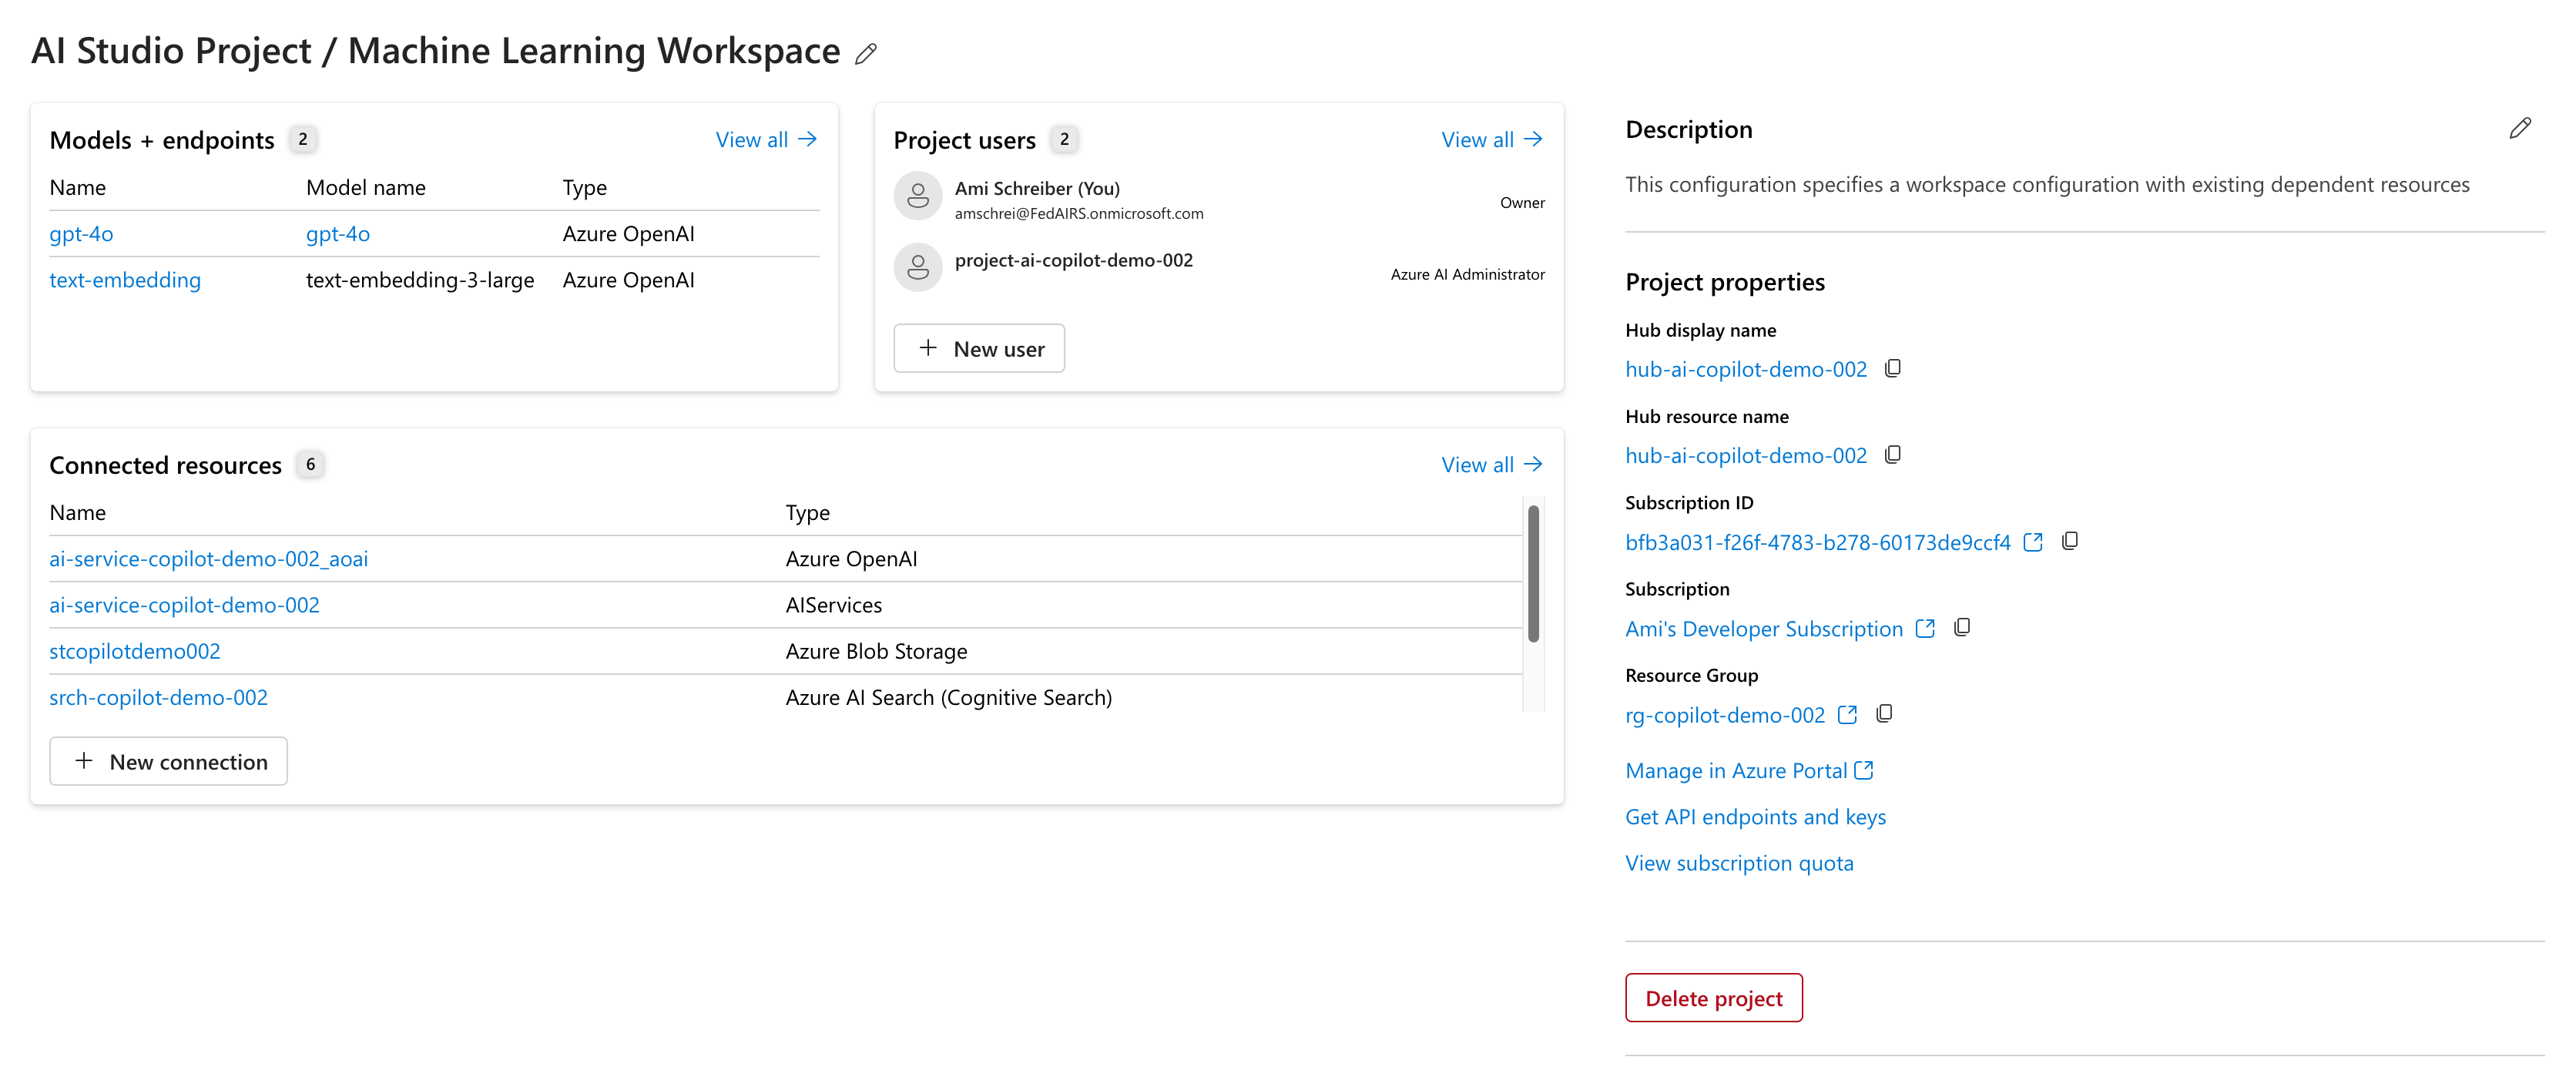 AI Studio Project / Machine Learning Workspace
Models + endpoints 2 View all
Name Model name Type
gpt-4o gpt-4o Azure OpenAI
text-embedding text-embedding-3-large Azure OpenAI
Project users 2 View all
Ami Schreiber (You)
amschrei@FedAIRS.onmicrosoft.com
Owner
project-ai-copilot-demo-002
Azure AI Administrator
New user
Connected resources 6 View all
Name Type
ai-service-copilot-demo-002_aoai Azure OpenAI
ai-service-copilot-demo-002 AIServices
stcopilotdemo002 Azure Blob Storage
srch-copilot-demo-002 Azure AI Search (Cognitive Search)
New connection
Description
This configuration specifies a workspace configuration with existing dependent resources
Project properties
Hub display name
hub-ai-copilot-demo-002
Hub resource name
hub-ai-copilot-demo-002
Subscription ID
bfb3a031-f26f-4783-b278-60173de9ccf4
Subscription
Ami's Developer Subscription
Resource Group
rg-copilot-demo-002
Manage in Azure Portal
Get API endpoints and keys
View subscription quota
Delete project